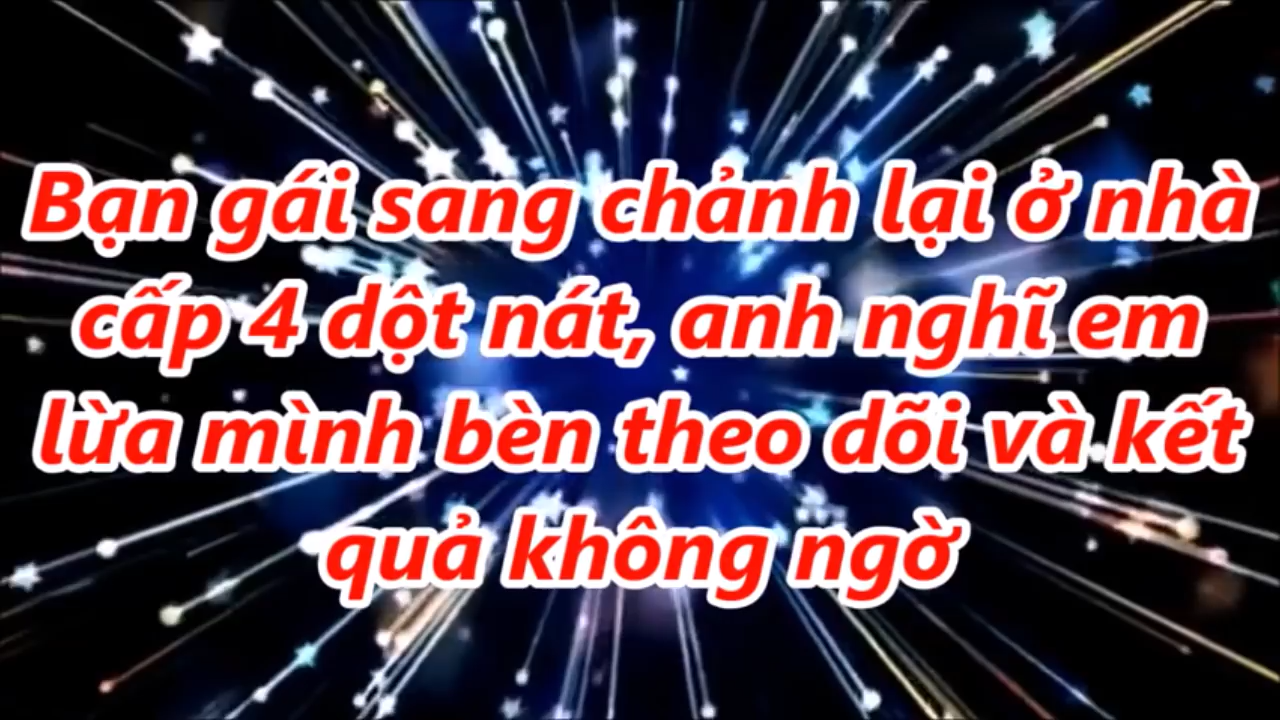 Bạn gái sang chảnh lại ở nhà
cấp 4 dột nát, anh nghĩ em
lừa mình bèn theo dõi và kết
quả không ngờ